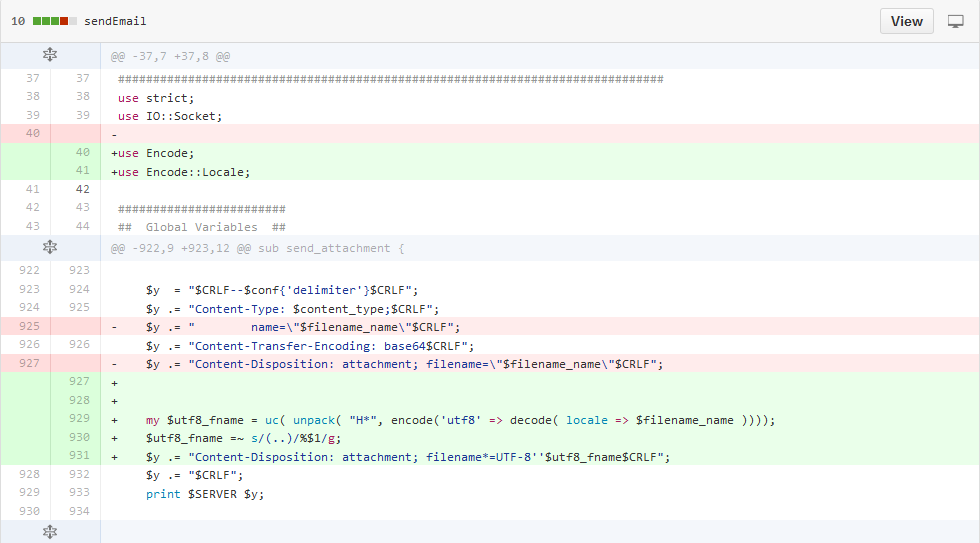 10 sendEmail View
@@ -37,7 +37,8 @@
37 37 ##############################################################################
38 38 use strict;
39 39 use IO::Socket;
40 -
40 +use Encode;
41 +use Encode::Locale;
41 42
42 43 ########################
43 44 ##  Global Variables  ##
@@ -922,9 +923,12 @@ sub send_attachment {
922 923
923 924     $y  = "$CRLF--$conf{'delimiter'}$CRLF";
924 925     $y .= "Content-Type: $content_type;$CRLF";
925 -    $y .= "        name=\"$filename_name\"$CRLF";
926 926     $y .= "Content-Transfer-Encoding: base64$CRLF";
927 -    $y .= "Content-Disposition: attachment; filename=\"$filename_name\"$CRLF";
927 +
928 +
929 +    my $utf8_fname = uc( unpack( "H*", encode('utf8' => decode( locale => $filename_name ))));
930 +    $utf8_fname =~ s/(..)/%$1/g;
931 +    $y .= "Content-Disposition: attachment; filename*=UTF-8''$utf8_fname$CRLF";
928 932     $y .= "$CRLF";
929 933     print $SERVER $y;
930 934